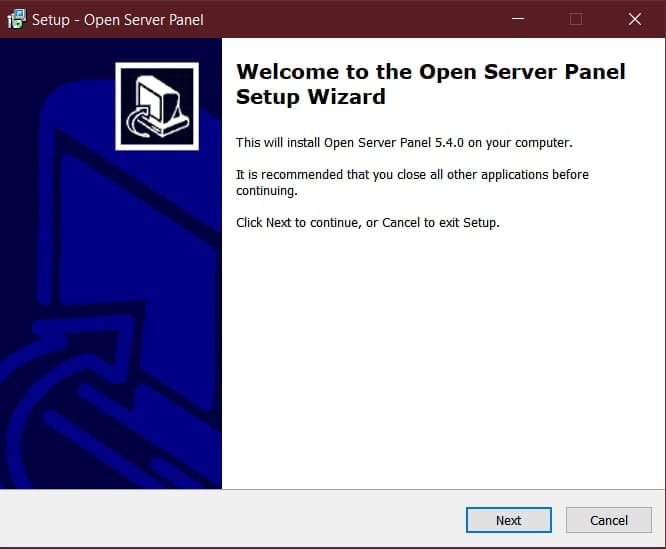 Setup - Open Server Panel
Welcome to the Open Server Panel
Setup Wizard
This will install Open Server Panel 5.4.0 on your computer.
It is recommended that you close all other applications before
continuing.
Click Next to continue, or Cancel to exit Setup.
Next
Cancel